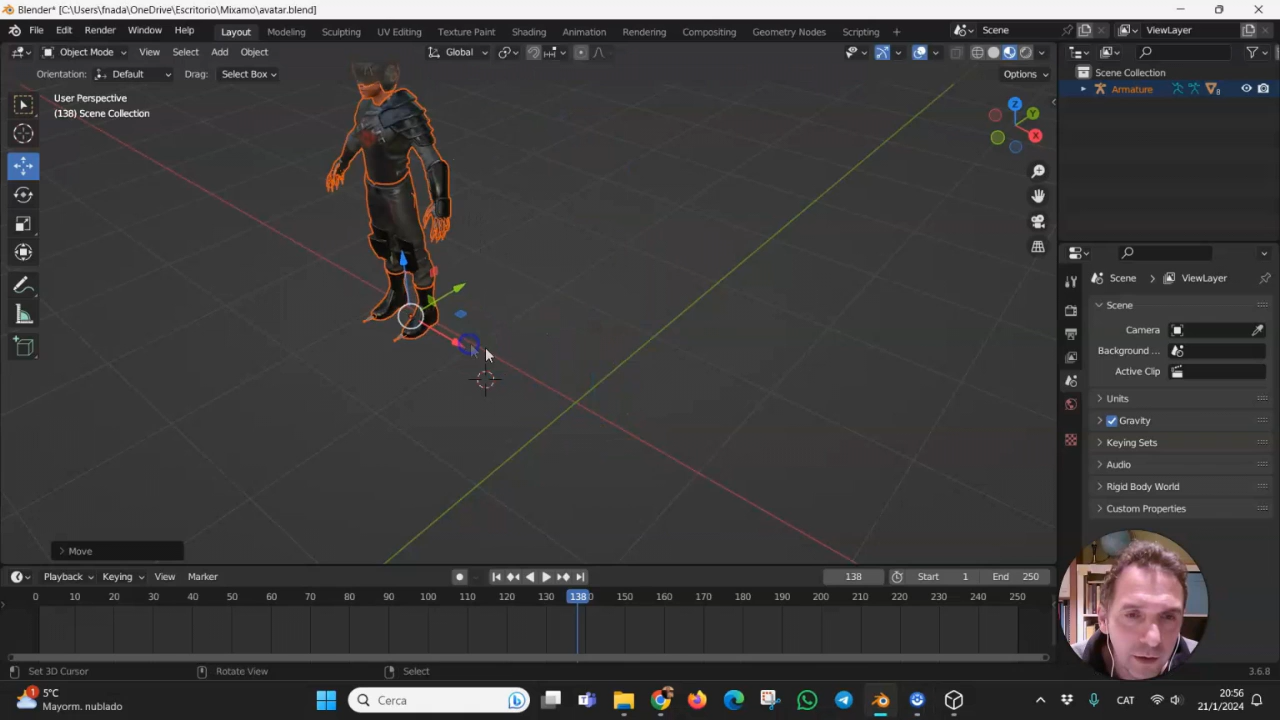 Blender* [C:\Users\fnada\OneDrive\Escritorio\Mixamo\avatar.blend]
File Edit Render Window Help Layout Modeling Sculpting UV Editing Texture Paint Shading Animation Rendering Compositing Geometry Nodes Scripting + Scene ViewLayer
Object Mode View Select Add Object Global
Orientation: Default Drag: Select Box Options
User Perspective
(138) Scene Collection
Scene Collection
Armature 8
Z
Y
X
Scene ViewLayer
Scene
Camera
Background ...
Active Clip
Units
Gravity
Keying Sets
Audio
Rigid Body World
Custom Properties
Move
Playback Keying View Marker 138 Start 1 End 250
0 10 20 30 40 50 60 70 80 90 100 110 120 130 138 150 160 170 180 190 200 210 220 230 240 250
Set 3D Cursor Rotate View Select 3.6.8
1 5°C
Mayorm. nublado
Cerca
CAT
20:56
21/1/2024